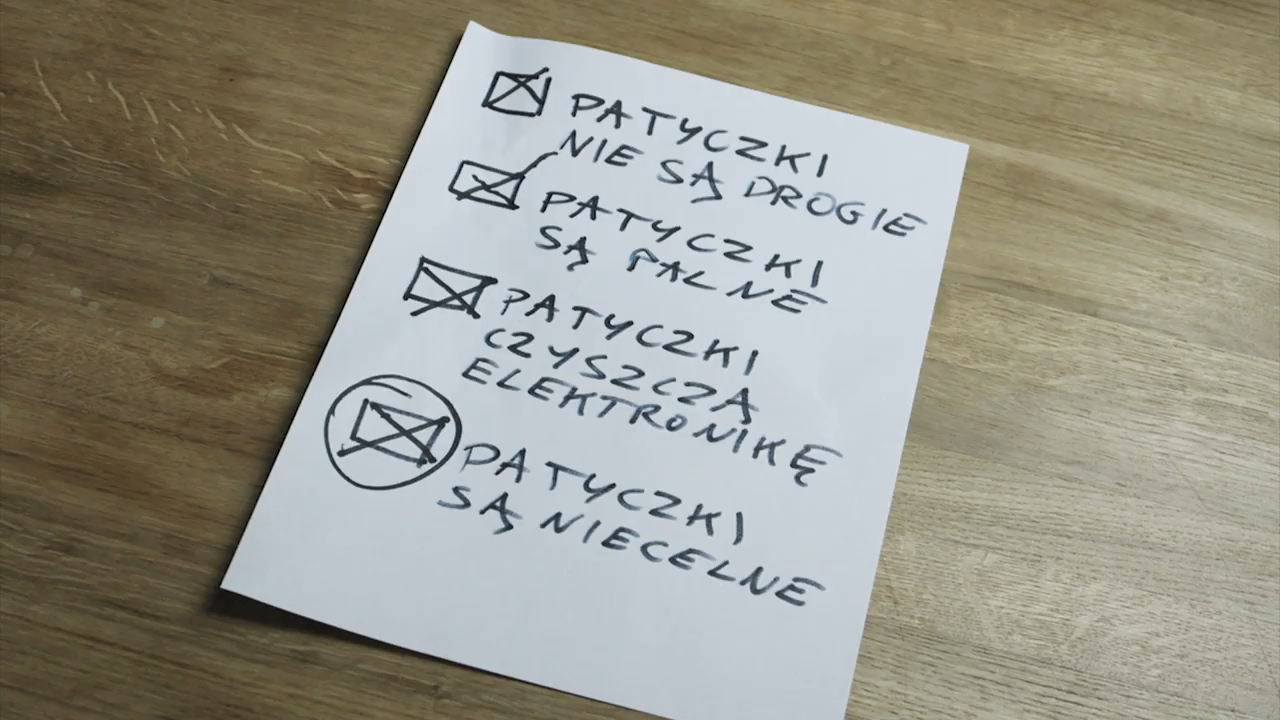 PATYCZKI
NIE SĄ DROGIE
PATYCZKI
SĄ PALNE
PATYCZKI
CZYSZCZĄ
ELEKTRONIKĘ
PATYCZKI
SĄ NIECELNE